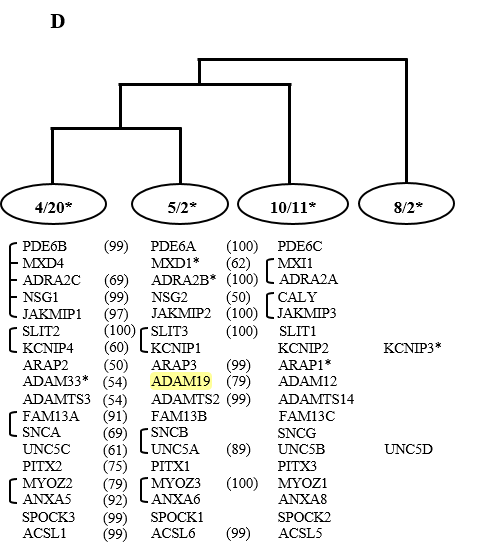 D
4/20* 5/2* 10/11* 8/2*
PDE6B (99) PDE6A (100) PDE6C
MXD4 MXD1* (62) MXI1
ADRA2C (69) ADRA2B* (100) ADRA2A
NSG1 (99) NSG2 (50) CALY
JAKMIP1 (97) JAKMIP2 (100) JAKMIP3
SLIT2 (100) SLIT3 (100) SLIT1
KCNIP4 (60) KCNIP1 KCNIP2 KCNIP3*
ARAP2 (50) ARAP3 (99) ARAP1*
ADAM33* (54) ADAM19 (79) ADAM12
ADAMTS3 (54) ADAMTS2 (99) ADAMTS14
FAM13A (91) FAM13B FAM13C
SNCA (69) SNCB SNCG
UNC5C (61) UNC5A (89) UNC5B UNC5D
PITX2 (75) PITX1 PITX3
MYOZ2 (79) MYOZ3 (100) MYOZ1
ANXA5 (92) ANXA6 ANXA8
SPOCK3 (99) SPOCK1 SPOCK2
ACSL1 (99) ACSL6 (99) ACSL5